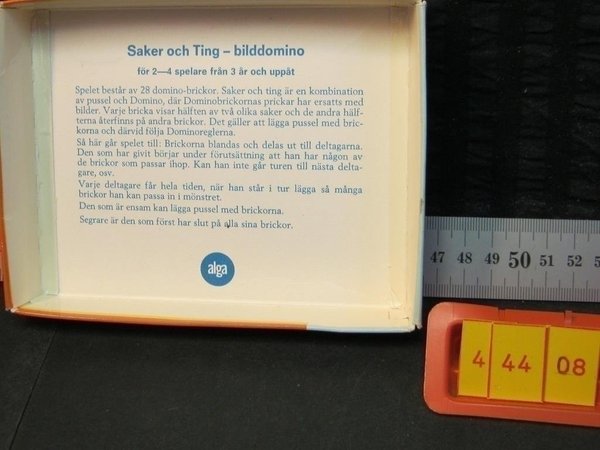 Saker och Ting – bilddomino
för 2—4 spelare från 3 år och uppåt
Spelet består av 28 domino-brickor. Saker och ting är en kombination
av pussel och Domino, där Dominobrickornas prickar har ersatts med
bilder. Varje bricka visar hälften av två olika saker och de andra hälf-
terna återfinns på andra brickor. Det gäller att lägga pussel med bric-
korna och därvid följa Dominoreglerna.
Så här går spelet till: Brickorna blandas och delas ut till deltagarna.
Den som har givit börjar under förutsättning att han har någon av
de brickor som passar ihop. Kan han inte går turen till nästa delta-
gare, osv.
Varje deltagare får hela tiden, när han står i tur lägga så många
brickor han kan passa in i mönstret.
Den som är ensam kan lägga pussel med brickorna.
Segrare är den som först har slut på alla sina brickor.
alga
47 48 49 50 51 52
4 44 08